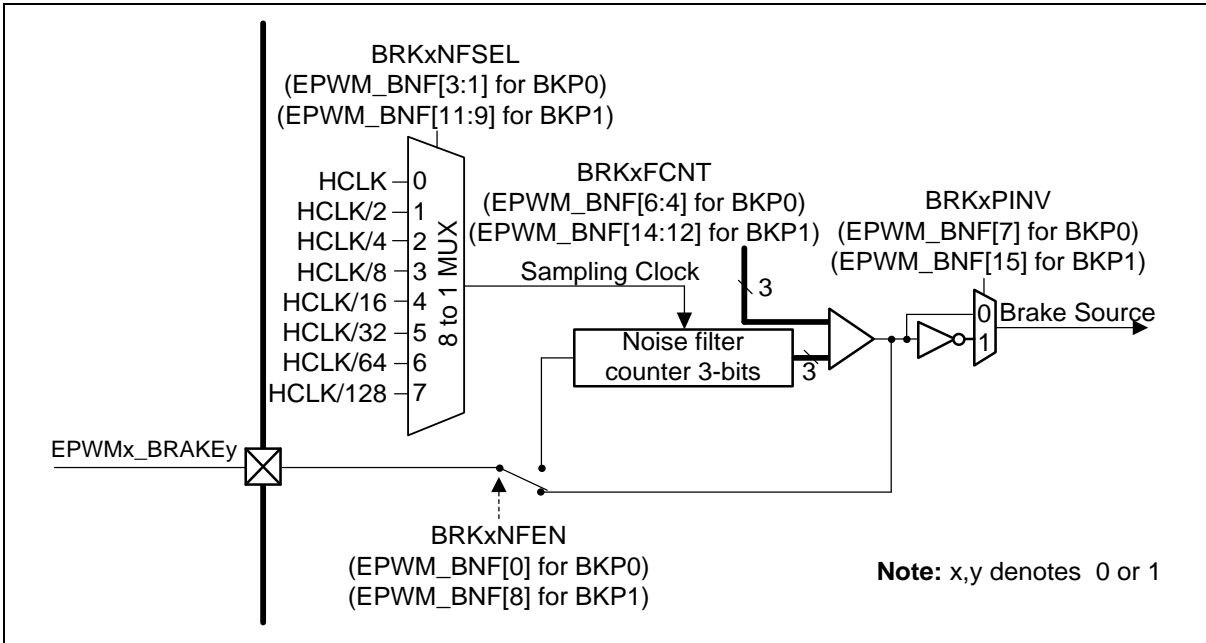 BRKxNFSEL
(EPWM_BNF[3:1] for BKP0)
(EPWM_BNF[11:9] for BKP1)
HCLK 0
HCLK/2 1
HCLK/4 2
HCLK/8 3
HCLK/16 4
HCLK/32 5
HCLK/64 6
HCLK/128 7
8 to 1 MUX
BRKxFCNT
(EPWM_BNF[6:4] for BKP0)
(EPWM_BNF[14:12] for BKP1)
Sampling Clock
3
Noise filter
counter 3-bits
3
BRKxPINV
(EPWM_BNF[7] for BKP0)
(EPWM_BNF[15] for BKP1)
0
1
Brake Source
EPWMx_BRAKEy
BRKxNFEN
(EPWM_BNF[0] for BKP0)
(EPWM_BNF[8] for BKP1)
Note: x,y denotes 0 or 1